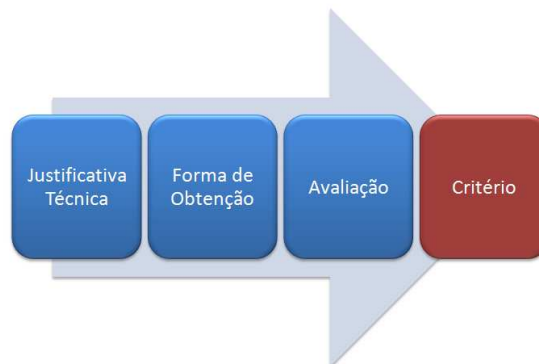 Justificativa
Técnica
Forma de
Obtenção
Avaliação
Critério